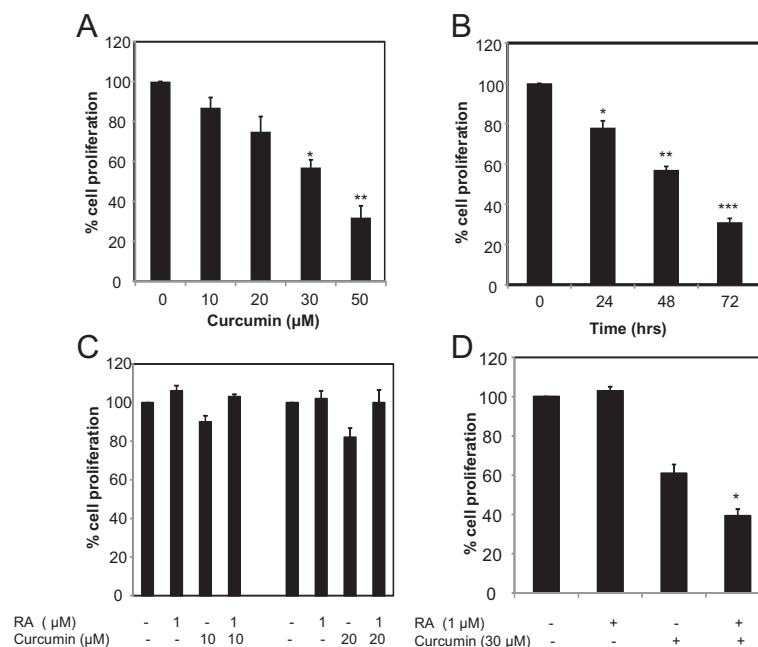 A
120
100
80
60
40
20
0
% cell proliferation
*
**
0 10 20 30 50
Curcumin (µM)
B
120
100
80
60
40
20
0
% cell proliferation
*
**
***
0 24 48 72
Time (hrs)
C
120
100
80
60
40
20
0
% cell proliferation
RA ( µM) - 1 - 1 - 1 - 1
Curcumin (µM) - - 10 10 - - 20 20
D
120
100
80
60
40
20
0
% cell proliferation
*
RA (1 µM) - + - +
Curcumin (30 µM) - - + +